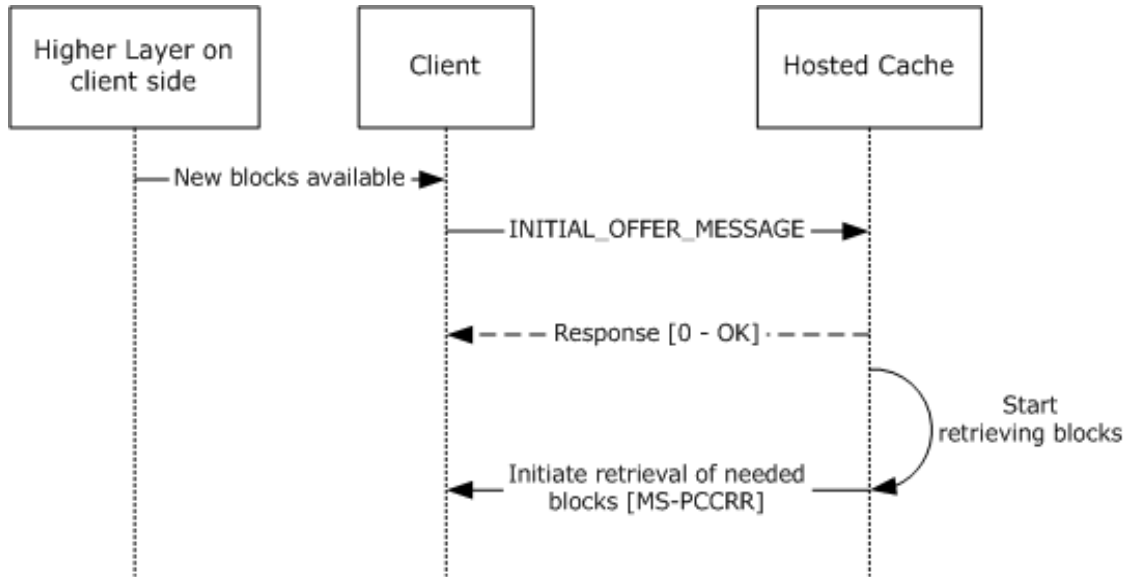 Higher Layer on
client side
Client
Hosted Cache
New blocks available
INITIAL_OFFER_MESSAGE
Response [0 - OK]
Start
retrieving blocks
Initiate retrieval of needed
blocks [MS-PCCRR]